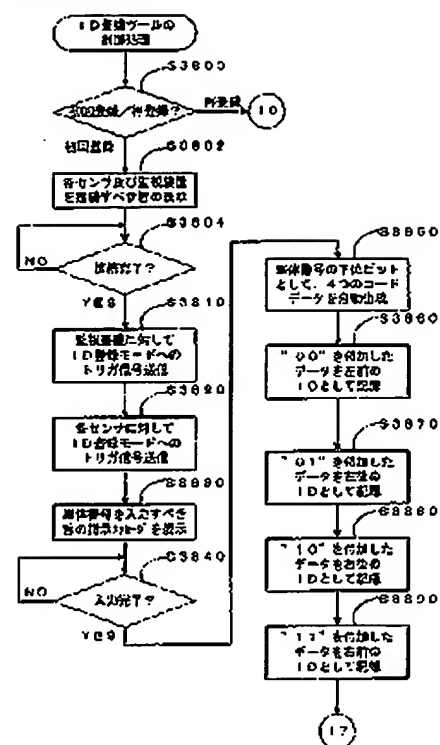 ID登録ツールの
制御処理
S3800
初回登録/再登録?
再登録
10
初回登録
S3802
各センサ及び監視装置
を接続すべき旨の表示
S3804
接続完了?
NO
YES
S3810
監視装置に対して
ID登録モードへの
トリガ信号送信
S3820
各センサに対して
ID登録モードへの
トリガ信号送信
S3830
車体番号を入力すべき
旨の指示メッセージを表示
S3840
入力完了?
NO
YES
S3850
車体番号の下位ビット
として、4つのコード
データを自動生成
S3860
"00"を付加した
データを左前の
IDとして記憶
S3870
"01"を付加した
データを左後の
IDとして記憶
S3880
"10"を付加した
データを右後の
IDとして記憶
"11"を付加した
データを右前の
IDとして記憶
17